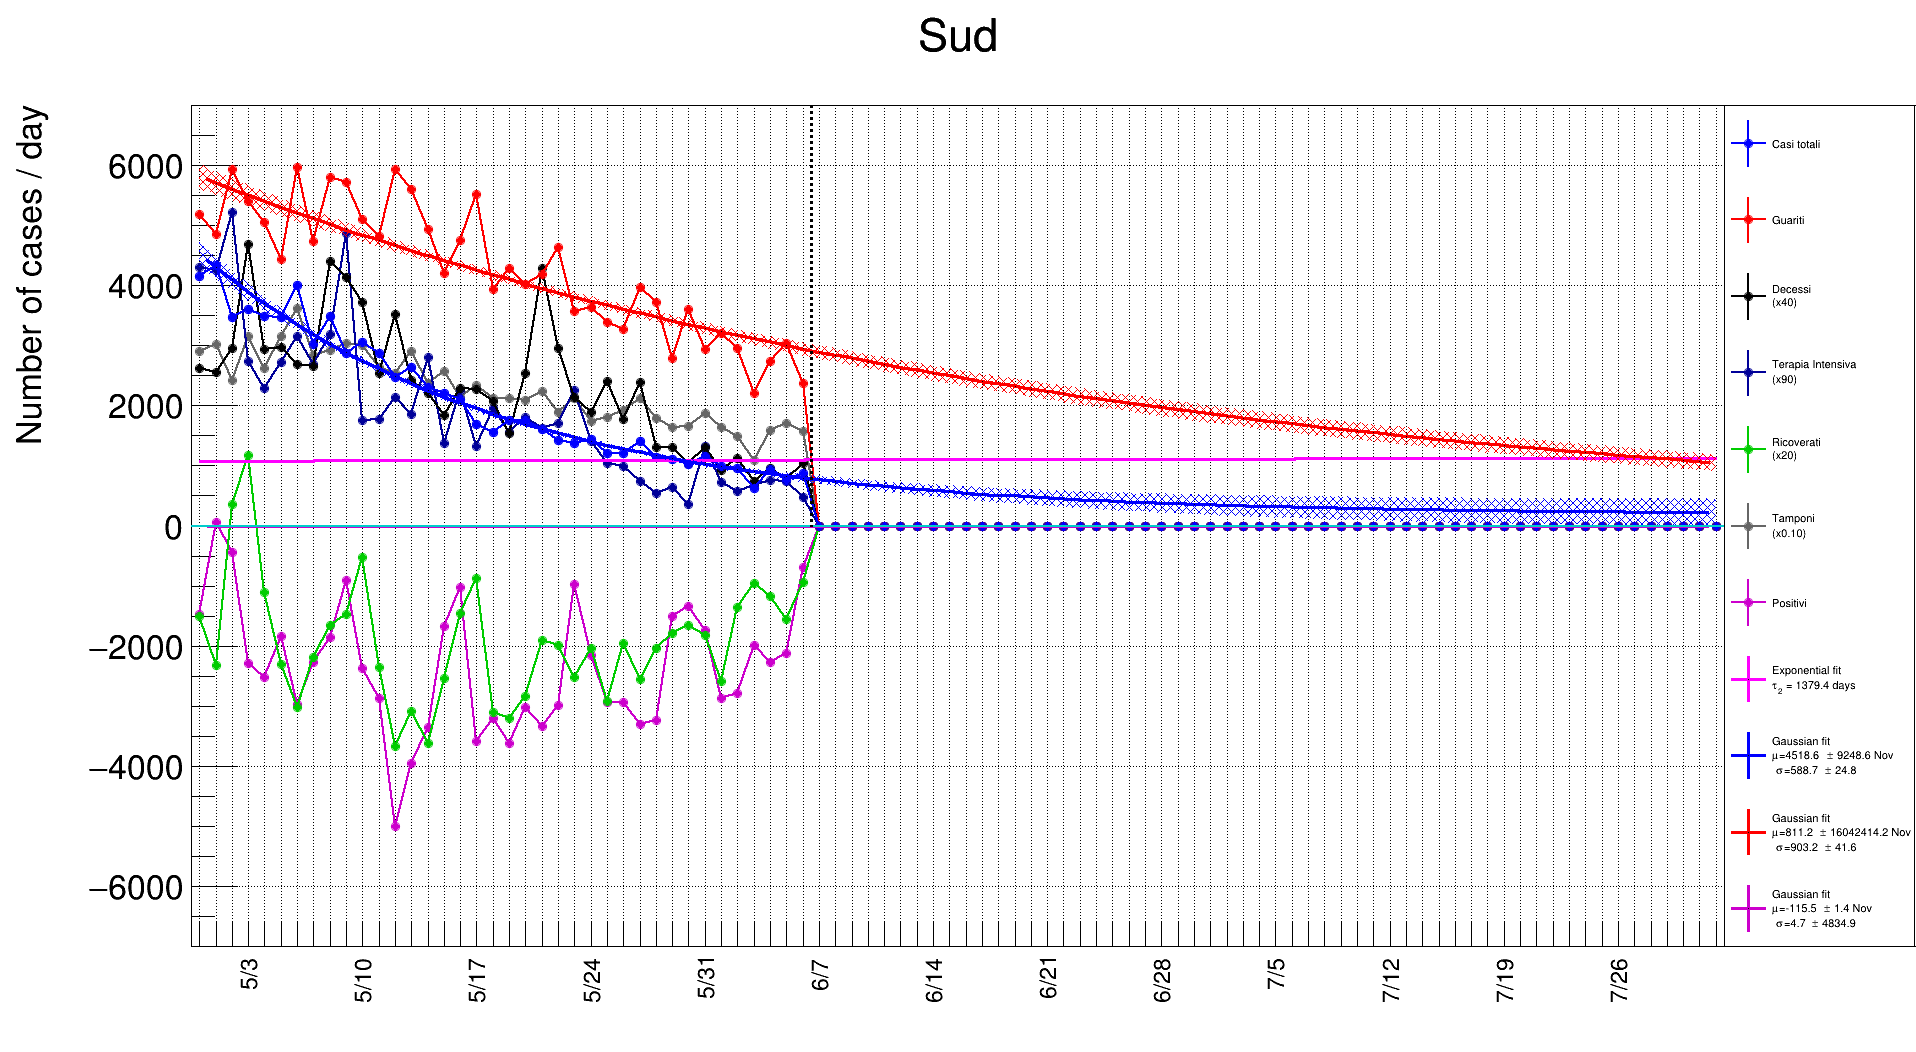 Sud
Number of cases / day
6000
4000
2000
0
−2000
−4000
−6000
5/3
5/10
5/17
5/24
5/31
6/7
6/14
6/21
6/28
7/5
7/12
7/19
7/26
Casi totali
Guariti
Decessi
(x40)
Terapia Intensiva
(x90)
Ricoverati
(x20)
Tamponi
(x0.10)
Positivi
Exponential fit
τ2 = 1379.4 days
Gaussian fit
μ=4518.6 ± 9248.6 Nov
σ=588.7 ± 24.8
Gaussian fit
μ=811.2 ± 16042414.2 Nov
σ=903.2 ± 41.6
Gaussian fit
μ=-115.5 ± 1.4 Nov
σ=4.7 ± 4834.9